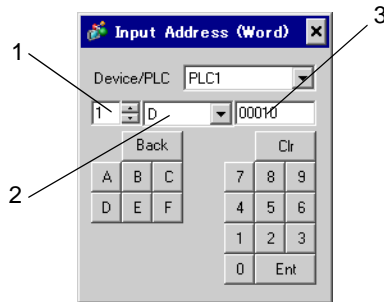 1
3
Input Address (Word)
Device/PLC PLC1
1 D 00010
2
Back Clr
A B C 7 8 9
D E F 4 5 6
1 2 3
0 Ent